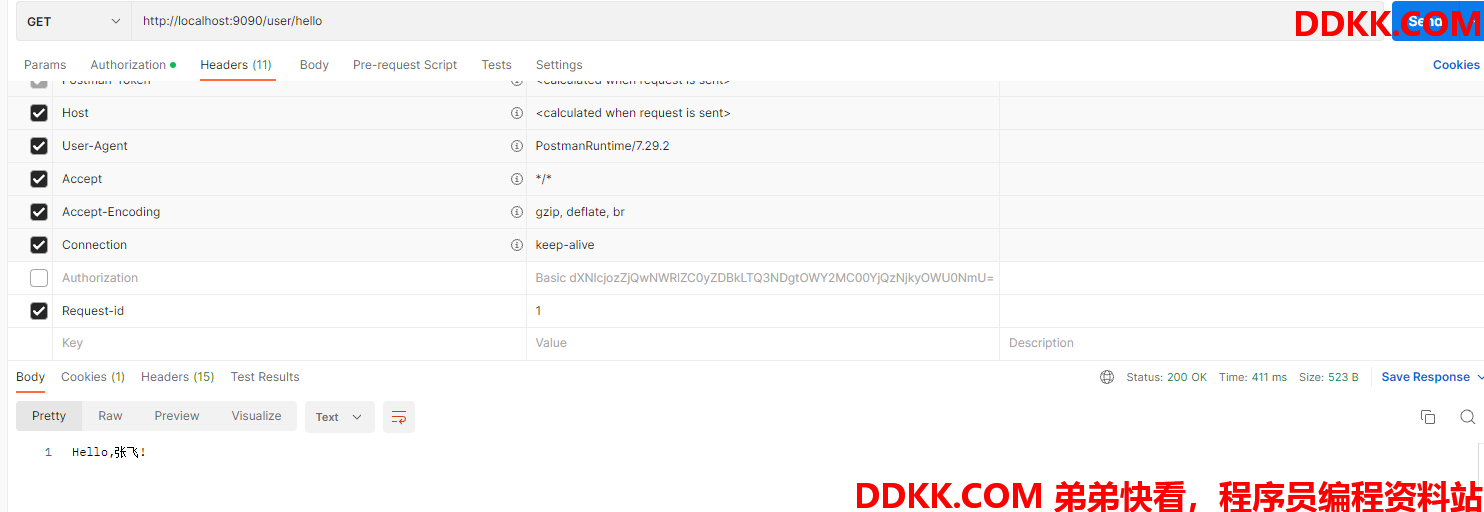 GET http://localhost:9090/user/hello Send
DDKK.COM
Params Authorization Headers (11) Body Pre-request Script Tests Settings Cookies
Postman-Token <calculated when request is sent>
Host <calculated when request is sent>
User-Agent PostmanRuntime/7.29.2
Accept */*
Accept-Encoding gzip, deflate, br
Connection keep-alive
Authorization Basic dXNlcjozZjQwNWRlZC0yZDBkLTQ3NDgtOWY2MC00YjQzNjkyOWU0NmU=
Request-id 1
Key Value Description
Body Cookies (1) Headers (15) Test Results Status: 200 OK Time: 411 ms Size: 523 B Save Response
Pretty Raw Preview Visualize Text
1 Hello,张飞!
DDKK.COM 弟弟快看，程序员编程资料站